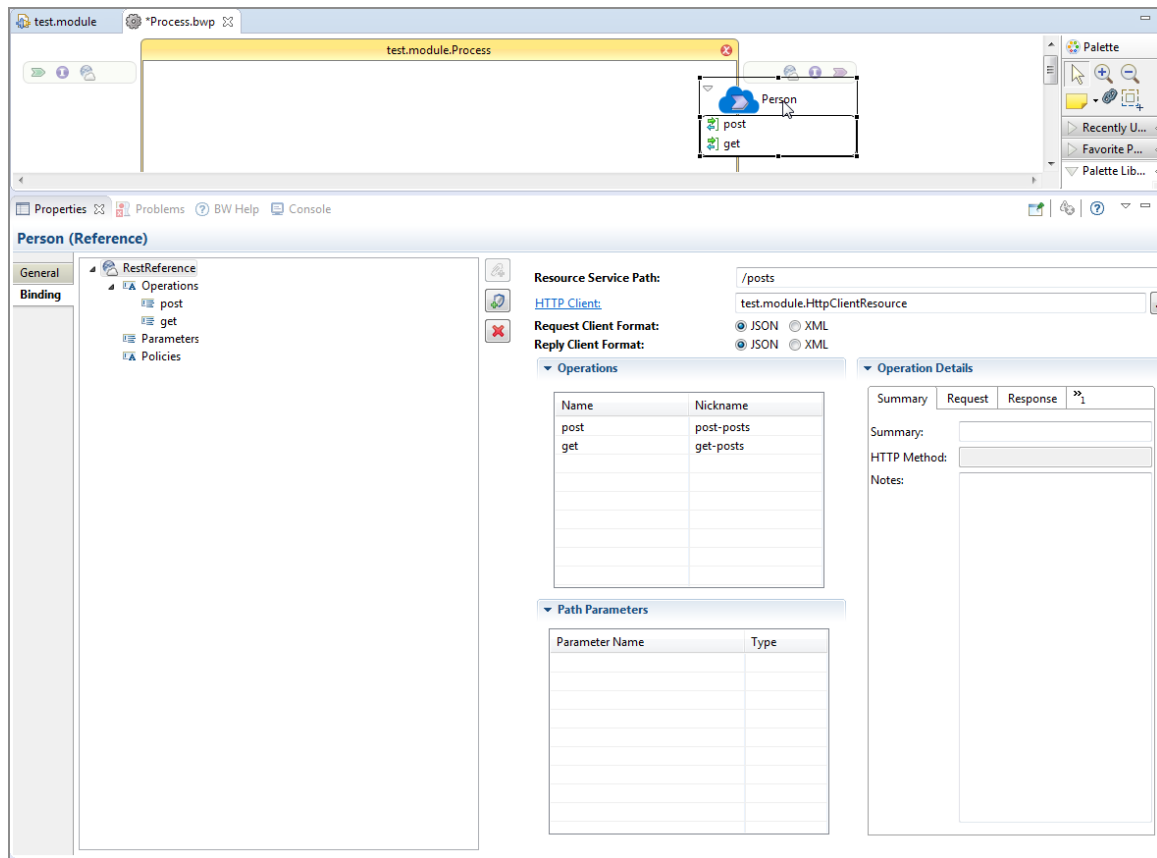 test.module
*Process.bwp
test.module.Process
Palette
Person
post
get
Recently U...
Favorite P...
Palette Lib...
Properties
Problems
BW Help
Console
Person (Reference)
General
Binding
RestReference
Operations
post
get
Parameters
Policies
Resource Service Path: /posts
HTTP Client: test.module.HttpClientResource
Request Client Format: JSON XML
Reply Client Format: JSON XML
Operations
Name Nickname
post post-posts
get get-posts
Path Parameters
Parameter Name Type
Operation Details
Summary Request Response »1
Summary:
HTTP Method:
Notes: